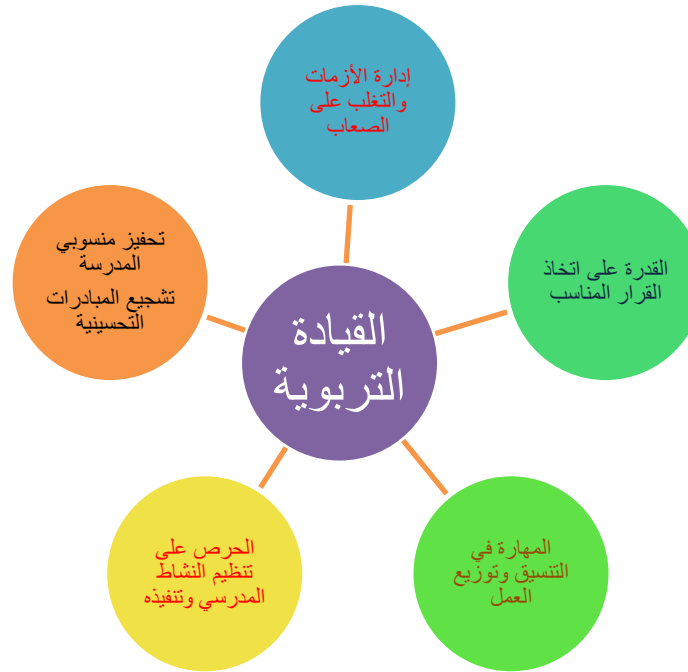 إدارة الأزمات
والتغلب على
الصعاب
القدرة على اتخاذ
القرار المناسب
تحفيز منسوبي
المدرسة
تشجيع المبادرات
التحسينية
القيادة
التربوية
المهارة في
التنسيق وتوزيع
العمل
الحرص على
تنظيم النشاط
المدرسي وتنفيذه